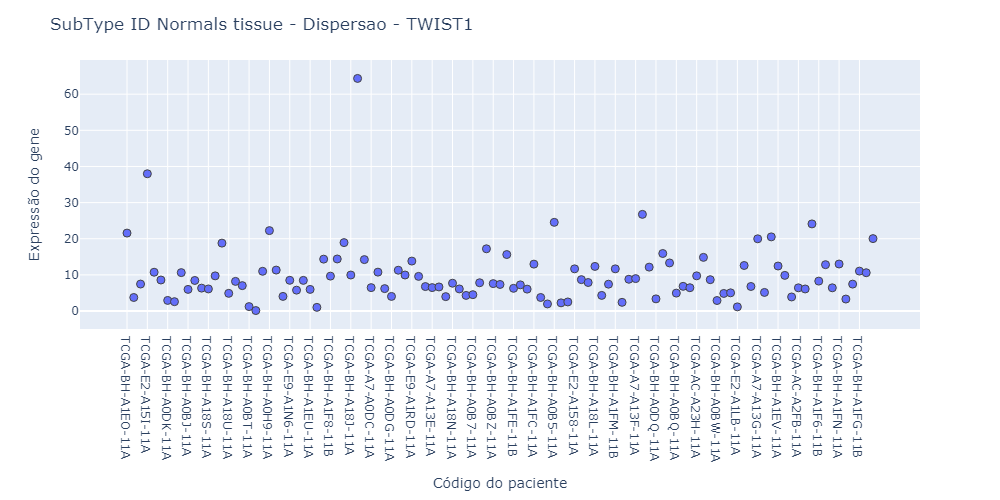 SubType ID Normals tissue - Dispersao - TWIST1
Expressão do gene
60
50
40
30
20
10
0
TCGA-BH-A1EO-11A
TCGA-E2-A15I-11A
TCGA-BH-A0DK-11A
TCGA-BH-A0BJ-11A
TCGA-BH-A18S-11A
TCGA-BH-A18U-11A
TCGA-BH-A0BT-11A
TCGA-BH-A0H9-11A
TCGA-E9-A1N6-11A
TCGA-BH-A1EU-11A
TCGA-BH-A1F8-11B
TCGA-BH-A18J-11A
TCGA-A7-A0DC-11A
TCGA-BH-A0DG-11A
TCGA-E9-A1RD-11A
TCGA-A7-A13E-11A
TCGA-BH-A18N-11A
TCGA-BH-A0B7-11A
TCGA-BH-A0BZ-11A
TCGA-BH-A1FE-11B
TCGA-BH-A1FC-11A
TCGA-BH-A0B5-11A
TCGA-E2-A158-11A
TCGA-BH-A18L-11A
TCGA-BH-A1FM-11B
TCGA-A7-A13F-11A
TCGA-BH-A0DQ-11A
TCGA-BH-A0BQ-11A
TCGA-AC-A23H-11A
TCGA-BH-A0BW-11A
TCGA-E2-A1LB-11A
TCGA-A7-A13G-11A
TCGA-BH-A1EV-11A
TCGA-AC-A2FB-11A
TCGA-BH-A1F6-11B
TCGA-BH-A1FN-11A
TCGA-BH-A1FG-11B
Código do paciente